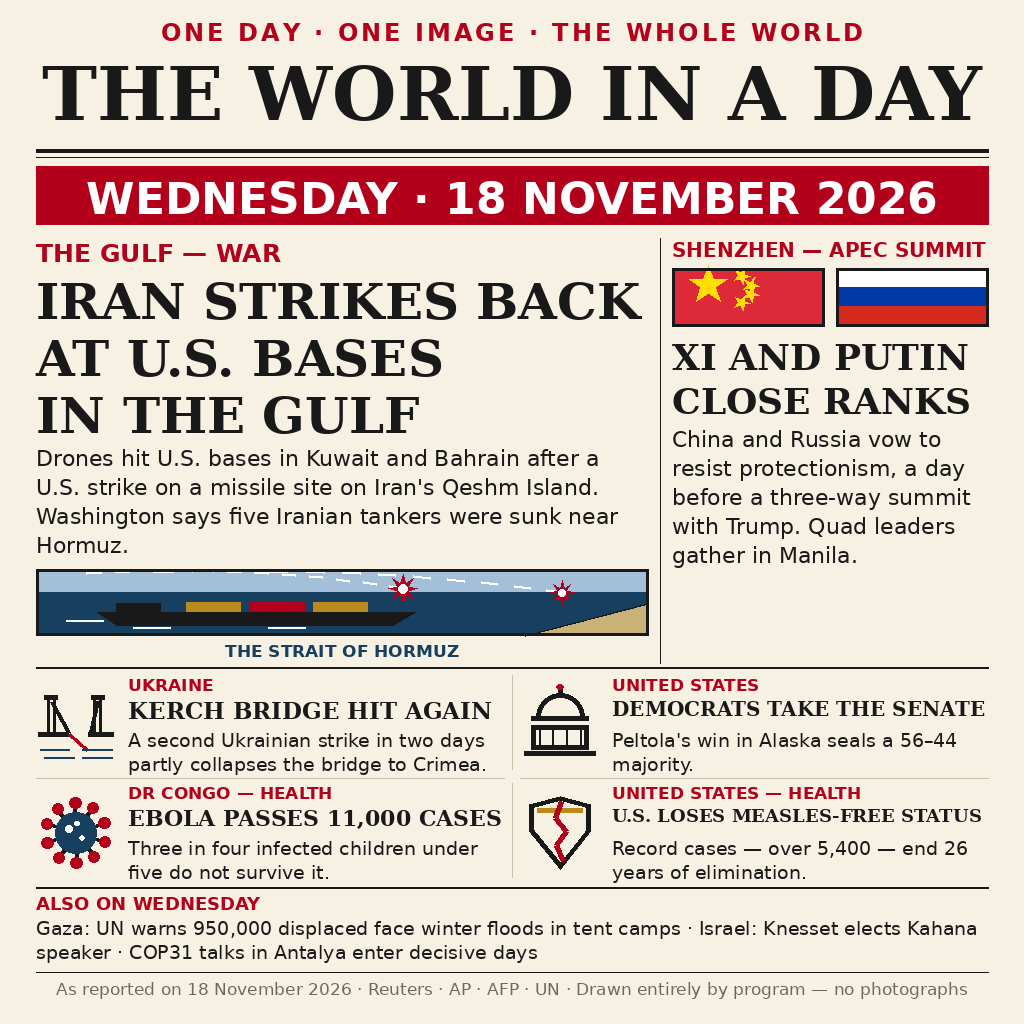 ONE DAY · ONE IMAGE · THE WHOLE WORLD
THE WORLD IN A DAY
WEDNESDAY · 18 NOVEMBER 2026
THE GULF — WAR
IRAN STRIKES BACK
AT U.S. BASES
IN THE GULF
Drones hit U.S. bases in Kuwait and Bahrain after a
U.S. strike on a missile site on Iran's Qeshm Island.
Washington says five Iranian tankers were sunk near
Hormuz.
THE STRAIT OF HORMUZ
SHENZHEN — APEC SUMMIT
XI AND PUTIN
CLOSE RANKS
China and Russia vow to
resist protectionism, a day
before a three-way summit
with Trump. Quad leaders
gather in Manila.
UKRAINE
KERCH BRIDGE HIT AGAIN
A second Ukrainian strike in two days
partly collapses the bridge to Crimea.
UNITED STATES
DEMOCRATS TAKE THE SENATE
Peltola's win in Alaska seals a 56–44
majority.
DR CONGO — HEALTH
EBOLA PASSES 11,000 CASES
Three in four infected children under
five do not survive it.
UNITED STATES — HEALTH
U.S. LOSES MEASLES-FREE STATUS
Record cases — over 5,400 — end 26
years of elimination.
ALSO ON WEDNESDAY
Gaza: UN warns 950,000 displaced face winter floods in tent camps · Israel: Knesset elects Kahana
speaker · COP31 talks in Antalya enter decisive days
As reported on 18 November 2026 · Reuters · AP · AFP · UN · Drawn entirely by program — no photographs